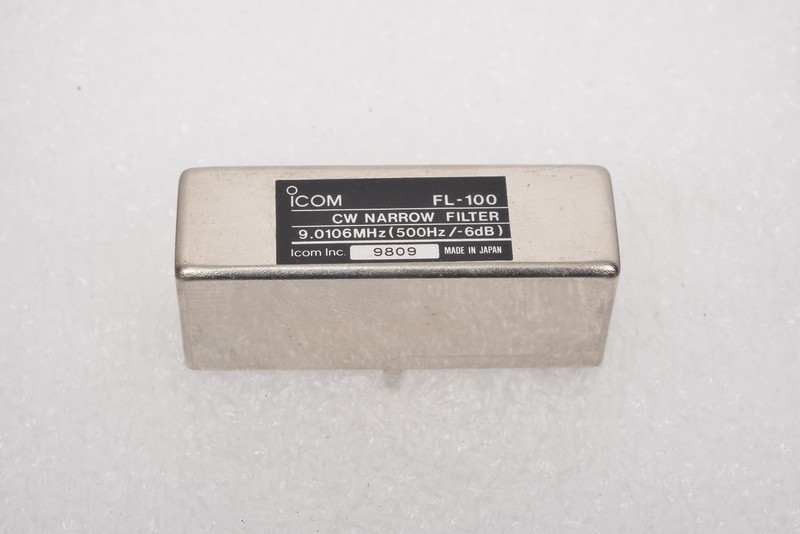 ICOM FL-100
CW NARROW FILTER
9.0106MHz(500Hz/-6dB)
Icom Inc. 9809 MADE IN JAPAN